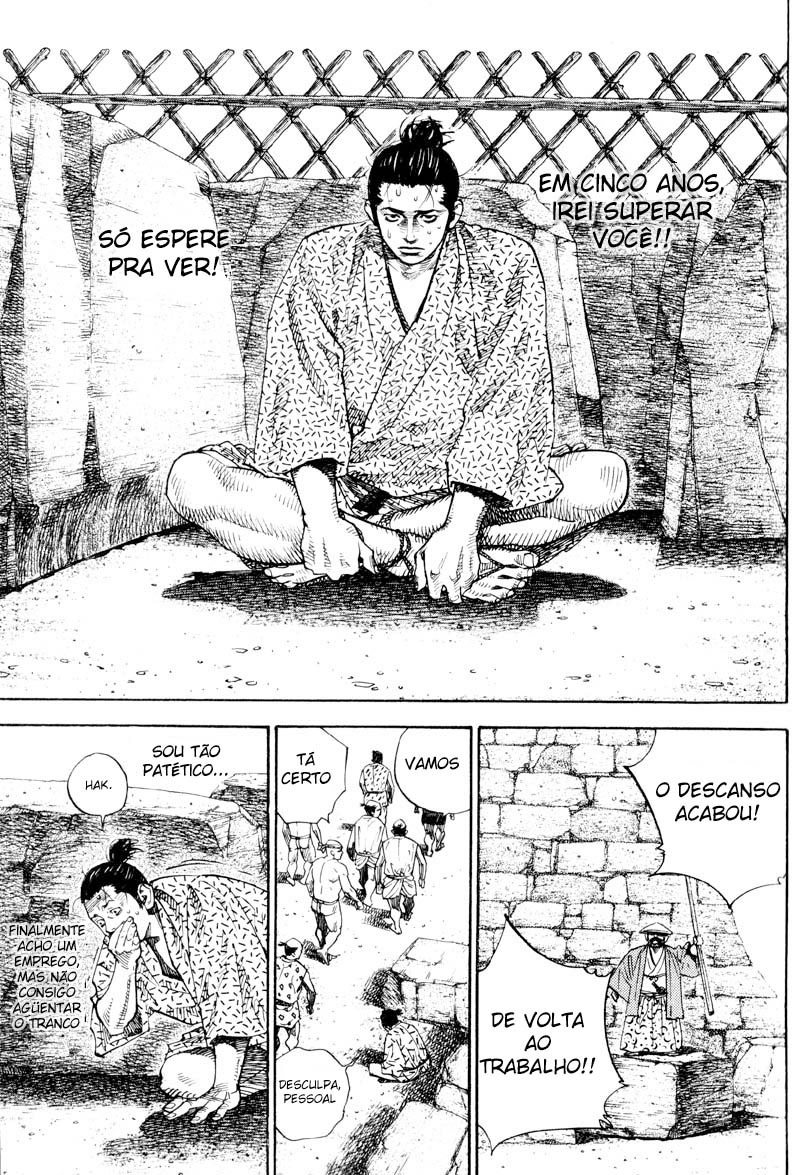 EM CINCO ANOS,
IREI SUPERAR
VOCÊ!!
SÓ ESPERE
PRA VER!
O DESCANSO
ACABOU!
DE VOLTA
AO
TRABALHO!!
VAMOS
TÁ
CERTO
DESCULPA,
PESSOAL
SOU TÃO
PATÉTICO...
HAK.
FINALMENTE
ACHO UM
EMPREGO,
MAS NÃO
CONSIGO
AGÜENTAR
O TRANCO